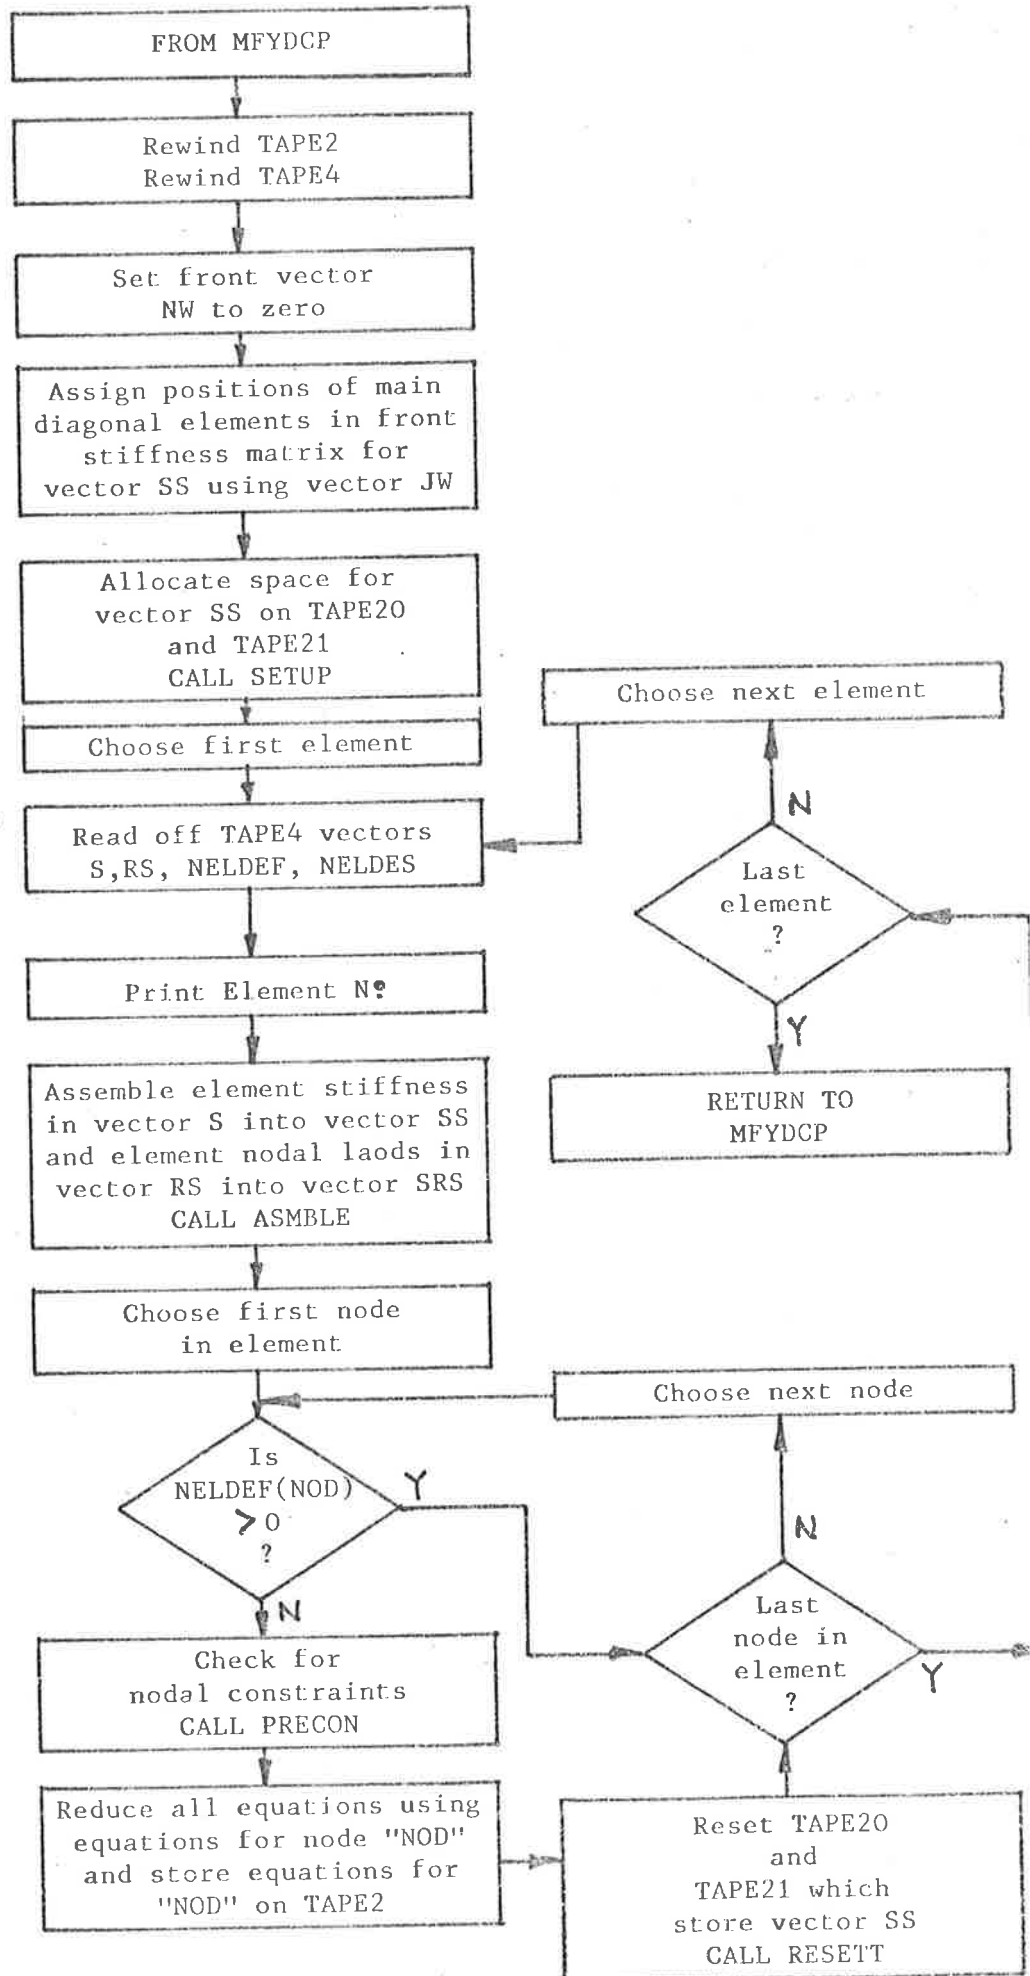 FROM MFYDCP
Rewind TAPE2
Rewind TAPE4
Set front vector
NW to zero
Assign positions of main
diagonal elements in front
stiffness matrix for
vector SS using vector JW
Allocate space for
vector SS on TAPE20
and TAPE21
CALL SETUP
Choose first element
Read off TAPE4 vectors
S,RS, NELDEF, NELDES
Print Element Nº
Assemble element stiffness
in vector S into vector SS
and element nodal laods in
vector RS into vector SRS
CALL ASMBLE
Choose first node
in element
Is
NELDEF(NOD)
>0
?
Y
N
Check for
nodal constraints
CALL PRECON
Reduce all equations using
equations for node "NOD"
and store equations for
"NOD" on TAPE2
Reset TAPE20
and
TAPE21 which
store vector SS
CALL RESETT
Last
node in
element
?
Y
N
Choose next node
Last
element
?
N
Y
Choose next element
RETURN TO
MFYDCP